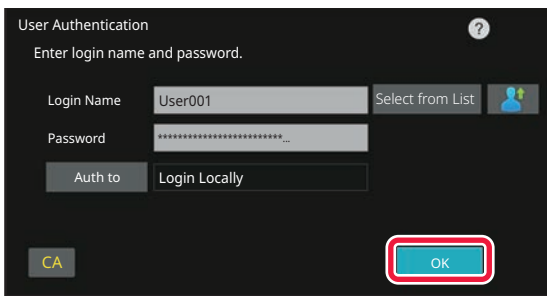 User Authentication
?
Enter login name and password.
Login Name User001 Select from List
Password *************************...
Auth to Login Locally
CA OK